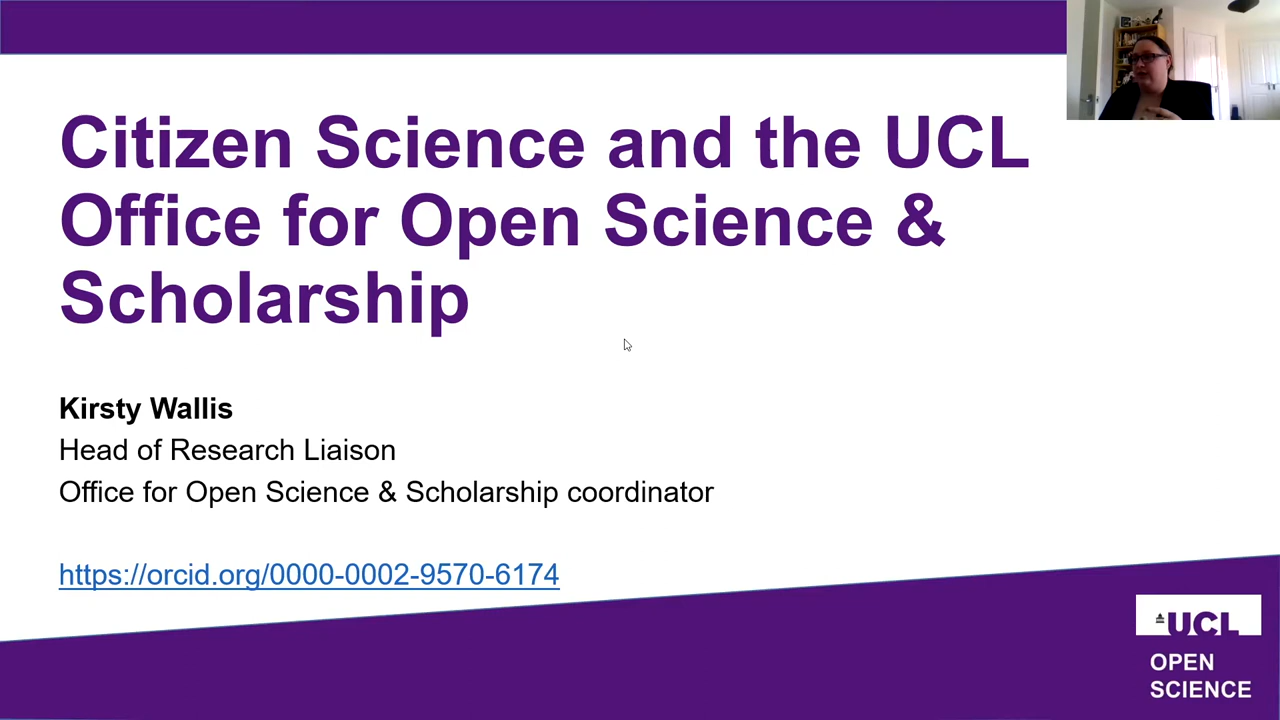 Citizen Science and the UCL
Office for Open Science &
Scholarship
Kirsty Wallis
Head of Research Liaison
Office for Open Science & Scholarship coordinator
https://orcid.org/0000-0002-9570-6174
UCL
OPEN
SCIENCE